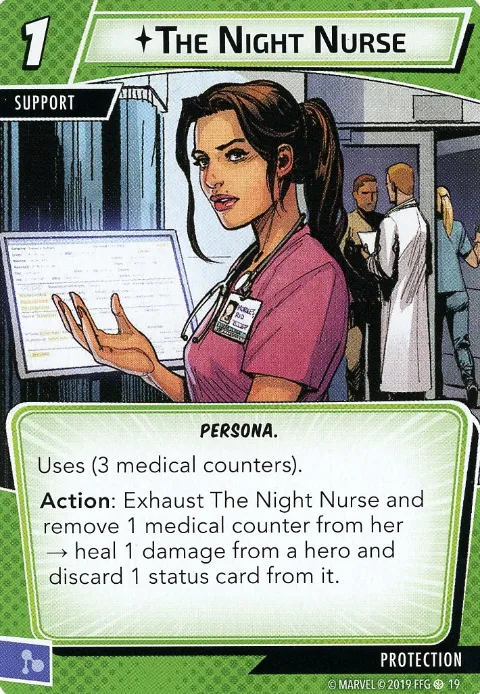 1
THE NIGHT NURSE
SUPPORT
PERSONA.
Uses (3 medical counters).
Action: Exhaust The Night Nurse and
remove 1 medical counter from her
→ heal 1 damage from a hero and
discard 1 status card from it.
PROTECTION
© MARVEL © 2019 FFG 19